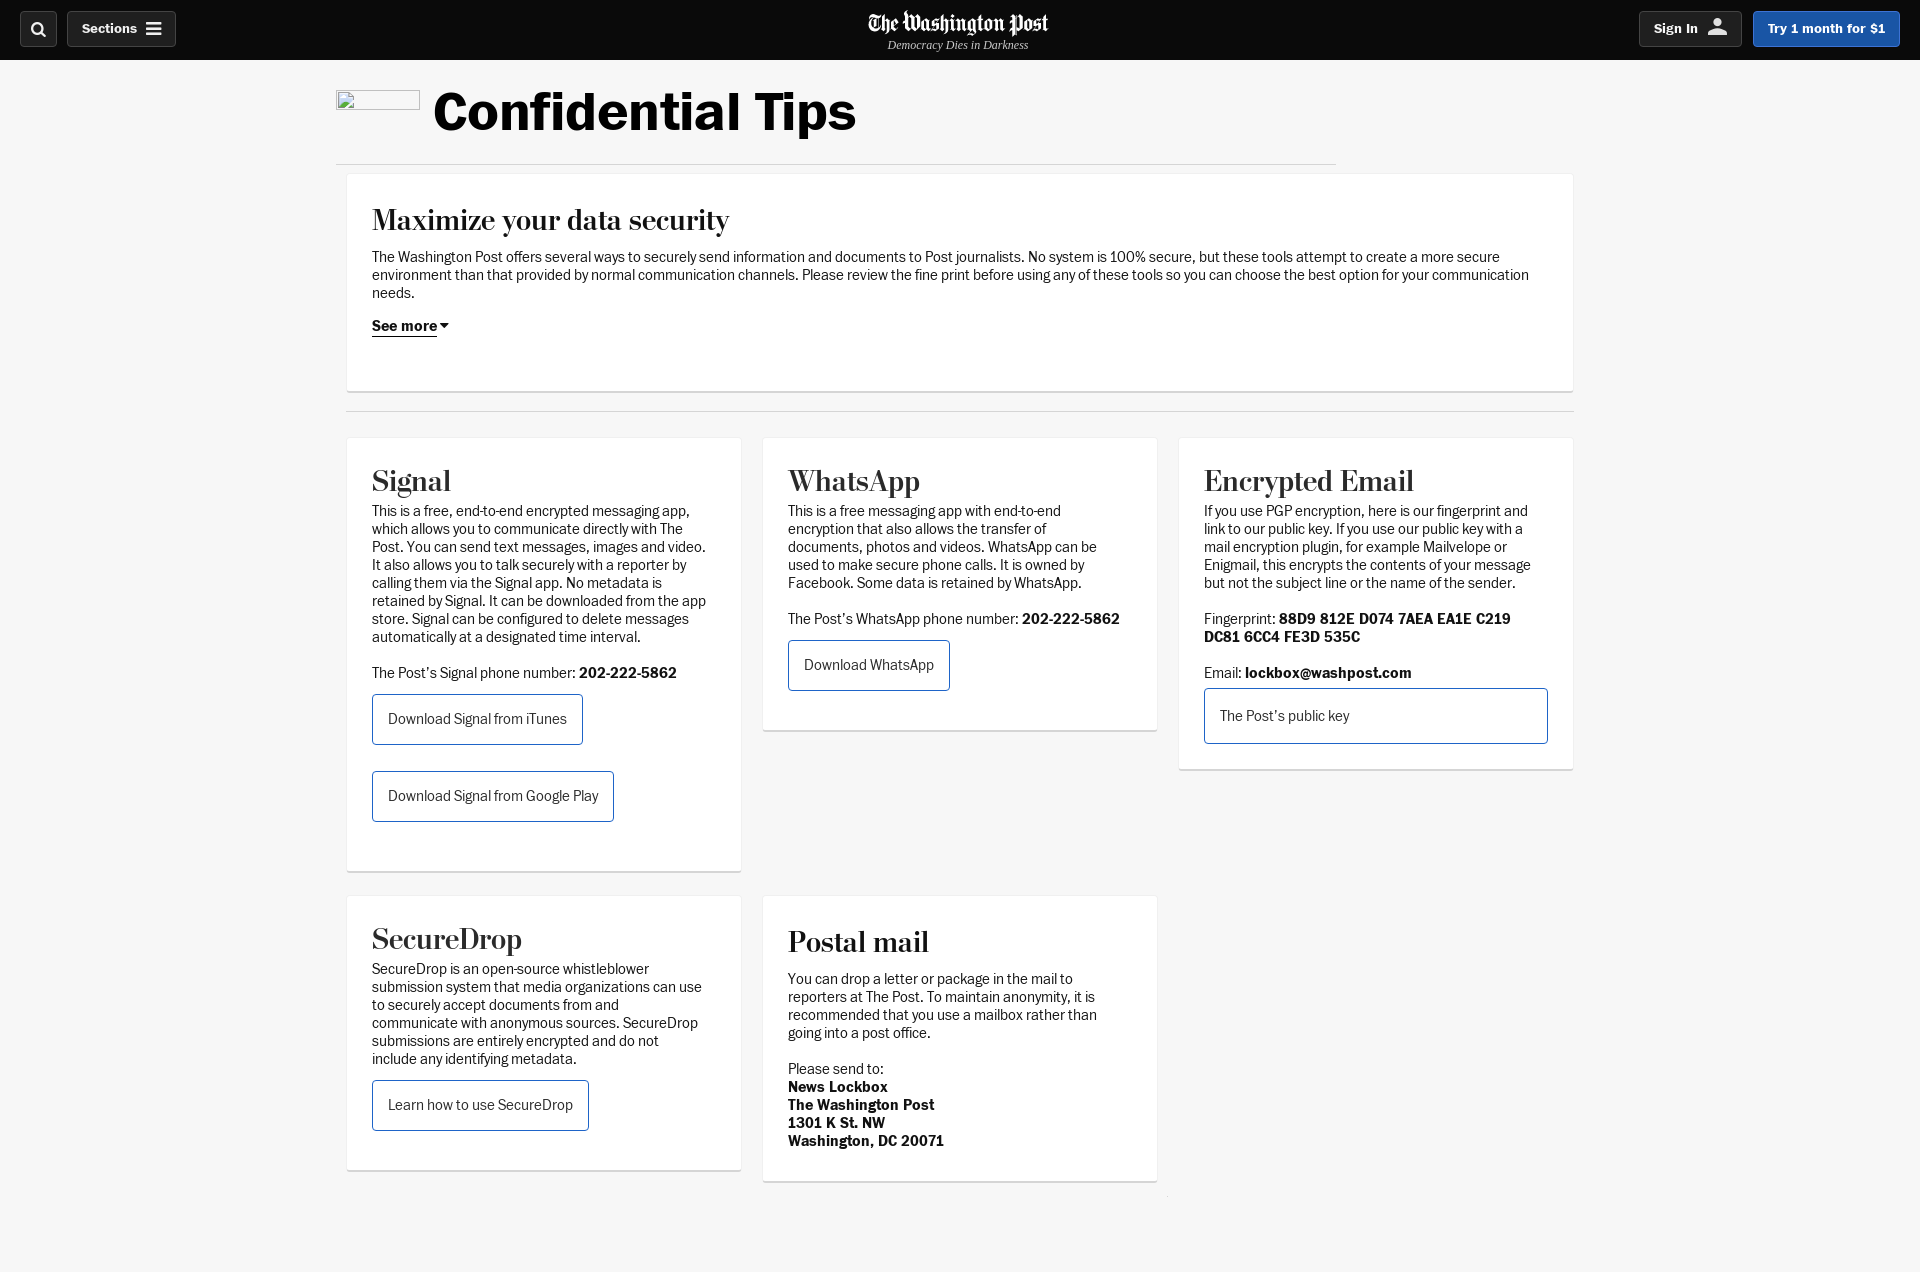 Sections
The Washington Post
Democracy Dies in Darkness
Sign In
Try 1 month for $1
Confidential Tips
Maximize your data security
The Washington Post offers several ways to securely send information and documents to Post journalists. No system is 100% secure, but these tools attempt to create a more secure
environment than that provided by normal communication channels. Please review the fine print before using any of these tools so you can choose the best option for your communication
needs.
See more
Signal
This is a free, end-to-end encrypted messaging app,
which allows you to communicate directly with The
Post. You can send text messages, images and video.
It also allows you to talk securely with a reporter by
calling them via the Signal app. No metadata is
retained by Signal. It can be downloaded from the app
store. Signal can be configured to delete messages
automatically at a designated time interval.
The Post's Signal phone number: 202-222-5862
Download Signal from iTunes
Download Signal from Google Play
WhatsApp
This is a free messaging app with end-to-end
encryption that also allows the transfer of
documents, photos and videos. WhatsApp can be
used to make secure phone calls. It is owned by
Facebook. Some data is retained by WhatsApp.
The Post's WhatsApp phone number: 202-222-5862
Download WhatsApp
Encrypted Email
If you use PGP encryption, here is our fingerprint and
link to our public key. If you use our public key with a
mail encryption plugin, for example Mailvelope or
Enigmail, this encrypts the contents of your message
but not the subject line or the name of the sender.
Fingerprint: 88D9 812E D074 7AEA EA1E C219
DC81 6CC4 FE3D 535C
Email: lockbox@washpost.com
The Post's public key
SecureDrop
SecureDrop is an open-source whistleblower
submission system that media organizations can use
to securely accept documents from and
communicate with anonymous sources. SecureDrop
submissions are entirely encrypted and do not
include any identifying metadata.
Learn how to use SecureDrop
Postal mail
You can drop a letter or package in the mail to
reporters at The Post. To maintain anonymity, it is
recommended that you use a mailbox rather than
going into a post office.
Please send to:
News Lockbox
The Washington Post
1301 K St. NW
Washington, DC 20071